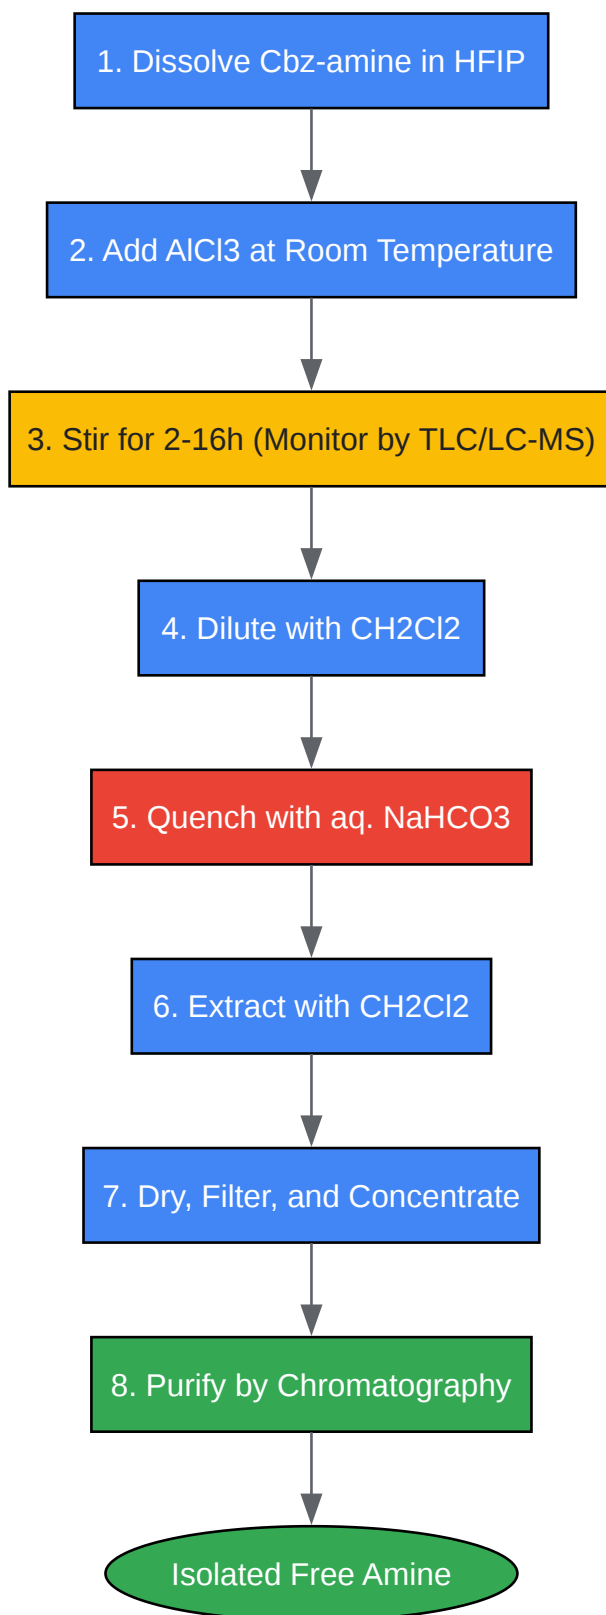 1. Dissolve Cbz-amine in HFIP
2. Add AlCl3 at Room Temperature
3. Stir for 2-16h (Monitor by TLC/LC-MS)
4. Dilute with CH2Cl2
5. Quench with aq. NaHCO3
6. Extract with CH2Cl2
7. Dry, Filter, and Concentrate
8. Purify by Chromatography
Isolated Free Amine